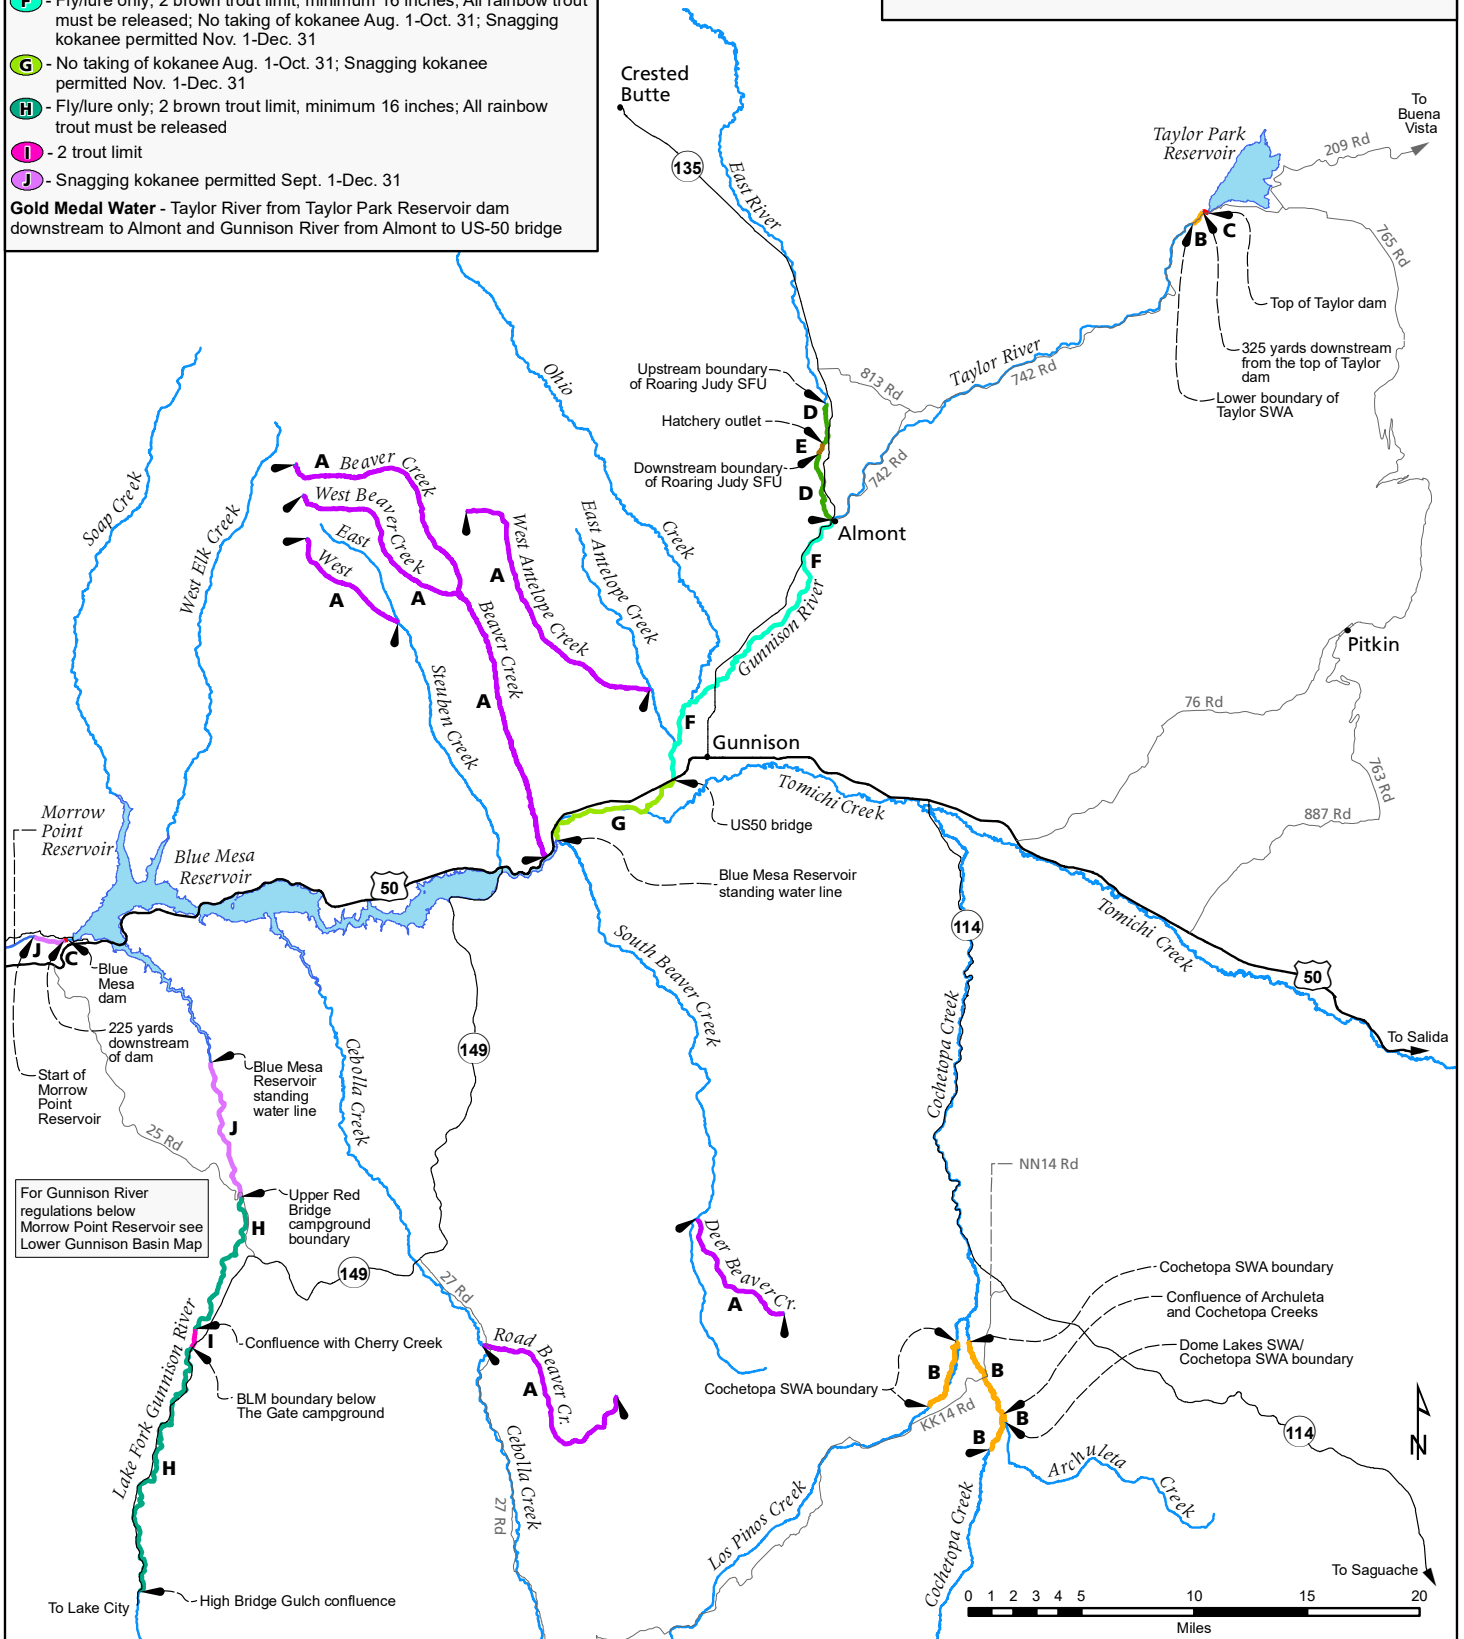 F - Fly/lure only; 2 brown trout limit, minimum 16 inches; All rainbow trout
must be released; No taking of kokanee Aug. 1-Oct. 31; Snagging
kokanee permitted Nov. 1-Dec. 31
G - No taking of kokanee Aug. 1-Oct. 31; Snagging kokanee
permitted Nov. 1-Dec. 31
H - Fly/lure only; 2 brown trout limit, minimum 16 inches; All rainbow
trout must be released
I - 2 trout limit
J - Snagging kokanee permitted Sept. 1-Dec. 31
Gold Medal Water - Taylor River from Taylor Park Reservoir dam
downstream to Almont and Gunnison River from Almont to US-50 bridge
Crested
Butte
135
East River
Taylor Park
Reservoir
209 Rd
To
Buena
Vista
B
C
765 Rd
Top of Taylor dam
325 yards downstream
from the top of Taylor
dam
Lower boundary of
Taylor SWA
Taylor River
742 Rd
813 Rd
742 Rd
Upstream boundary
of Roaring Judy SFU
D
Hatchery outlet
E
Downstream boundary
of Roaring Judy SFU
D
Almont
F
Gunnison River
F
Ohio
Creek
Soap Creek
West Elk Creek
A
Beaver Creek
West Beaver Creek
East
West
A
A
Beaver Creek
A
Steuben Creek
West Antelope Creek
A
East Antelope Creek
Pitkin
76 Rd
763 Rd
887 Rd
Gunnison
Tomichi Creek
US50 bridge
G
Blue Mesa Reservoir
standing water line
Morrow
Point
Reservoir
Blue Mesa
Reservoir
50
J
C
Blue
Mesa
dam
225 yards
downstream
of dam
Start of
Morrow
Point
Reservoir
25 Rd
Blue Mesa
Reservoir
standing
water line
J
149
Cebolla Creek
South Beaver Creek
114
Cochetopa Creek
Tomichi Creek
50
To Salida
For Gunnison River
regulations below
Morrow Point Reservoir see
Lower Gunnison Basin Map
Upper Red
Bridge
campground
boundary
H
149
27 Rd
NN14 Rd
Deer Beaver Cr.
A
Cochetopa SWA boundary
Confluence of Archuleta
and Cochetopa Creeks
Dome Lakes SWA/
Cochetopa SWA boundary
Lake Fork Gunnison River
I
Confluence with Cherry Creek
BLM boundary below
The Gate campground
Road Beaver Cr.
A
Cochetopa SWA boundary
B
B
B
B
KK14 Rd
Archuleta
Creek
114
N
H
Cebolla Creek
27 Rd
Los Pinos Creek
Cochetopa Creek
To Saguache
To Lake City
High Bridge Gulch confluence
0 1 2 3 4 5 10 15 20
Miles